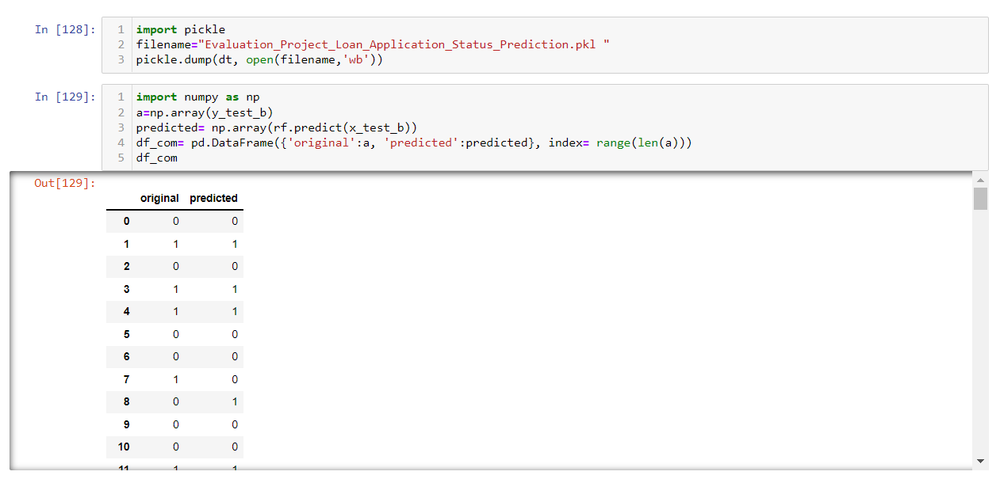 In [128]:
1 import pickle
2 filename="Evaluation_Project_Loan_Application_Status_Prediction.pkl "
3 pickle.dump(dt, open(filename,'wb'))
In [129]:
1 import numpy as np
2 a=np.array(y_test_b)
3 predicted= np.array(rf.predict(x_test_b))
4 df_com= pd.DataFrame({'original':a, 'predicted':predicted}, index= range(len(a)))
5 df_com
Out[129]:
original predicted
0 0 0
1 1 1
2 0 0
3 1 1
4 1 1
5 0 0
6 0 0
7 1 0
8 0 1
9 0 0
10 0 0
11 1 1